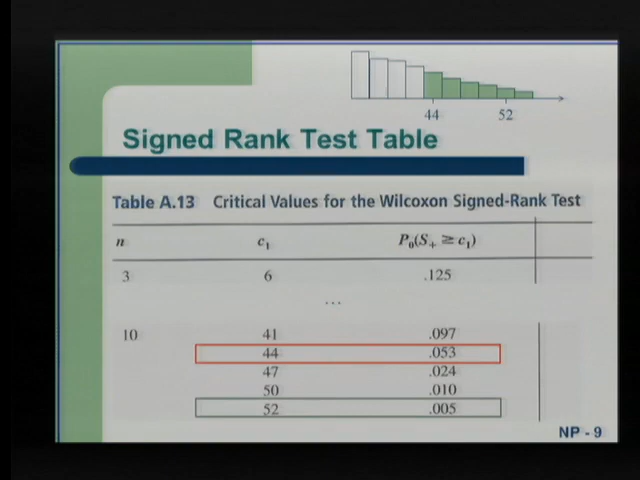 44 52
Signed Rank Test Table
Table A.13 Critical Values for the Wilcoxon Signed-Rank Test
n c₁ P₀(S₊ ≥ c₁)
3 6 .125
...
10 41 .097
44 .053
47 .024
50 .010
52 .005
NP - 9